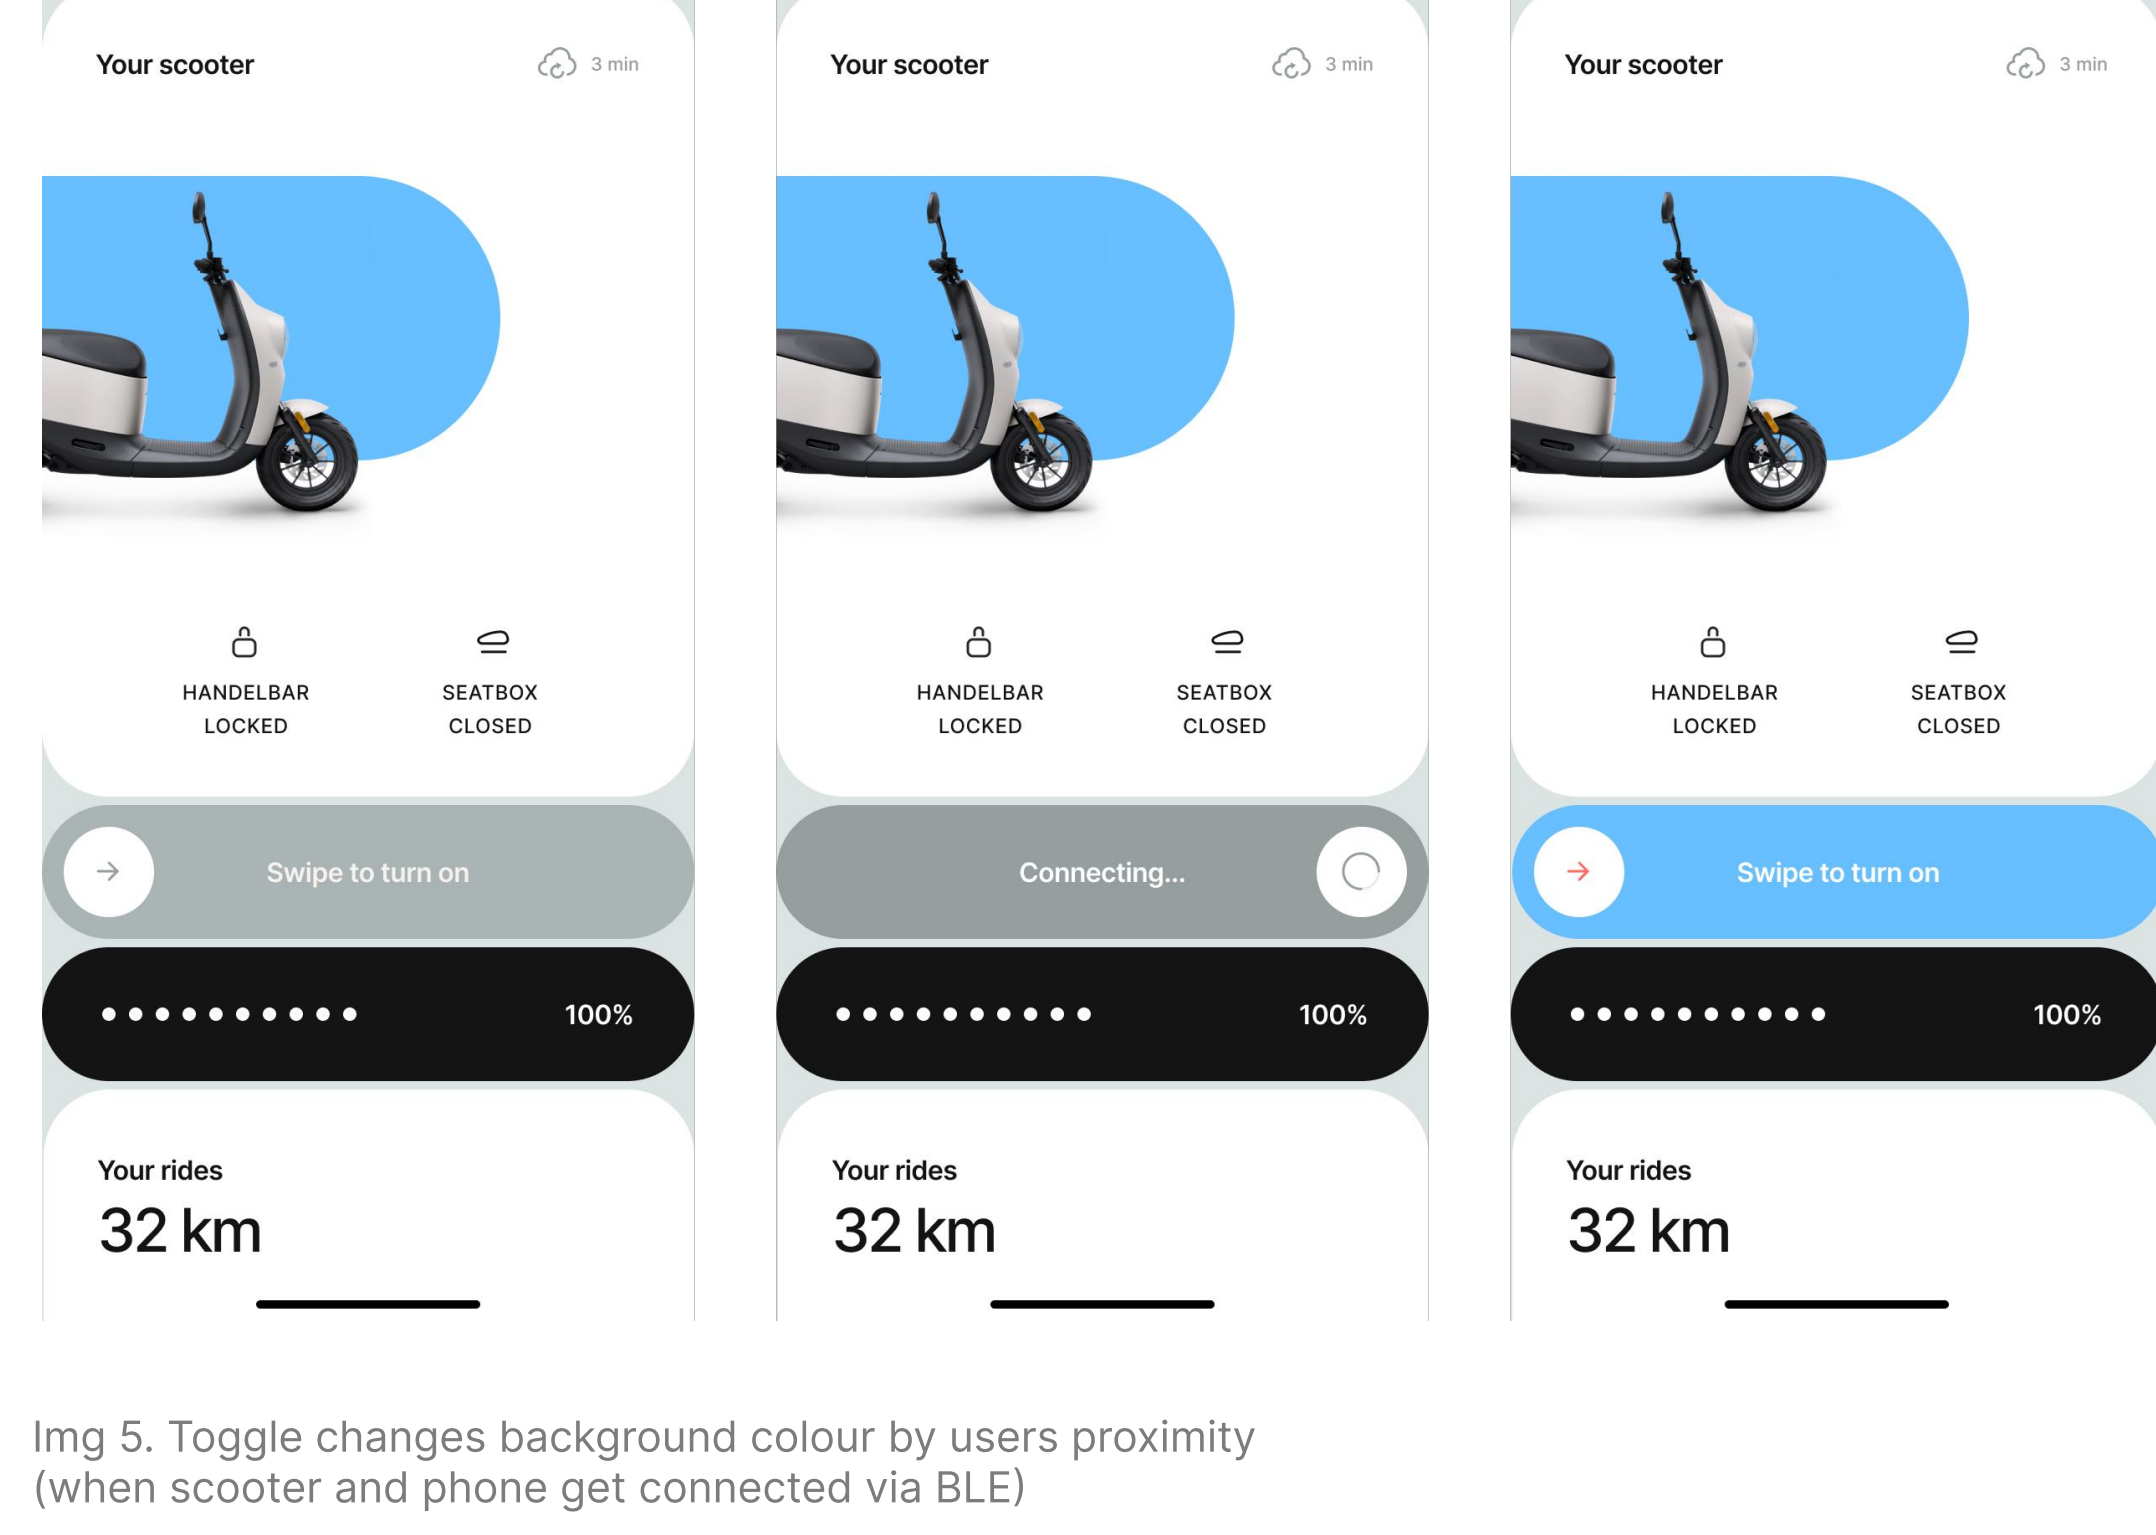 Your scooter
3 min
HANDELBAR
LOCKED
SEATBOX
CLOSED
Swipe to turn on
100%
Your rides
32 km
Your scooter
3 min
HANDELBAR
LOCKED
SEATBOX
CLOSED
Connecting...
100%
Your rides
32 km
Your scooter
3 min
HANDELBAR
LOCKED
SEATBOX
CLOSED
Swipe to turn on
100%
Your rides
32 km
Img 5. Toggle changes background colour by users proximity
(when scooter and phone get connected via BLE)